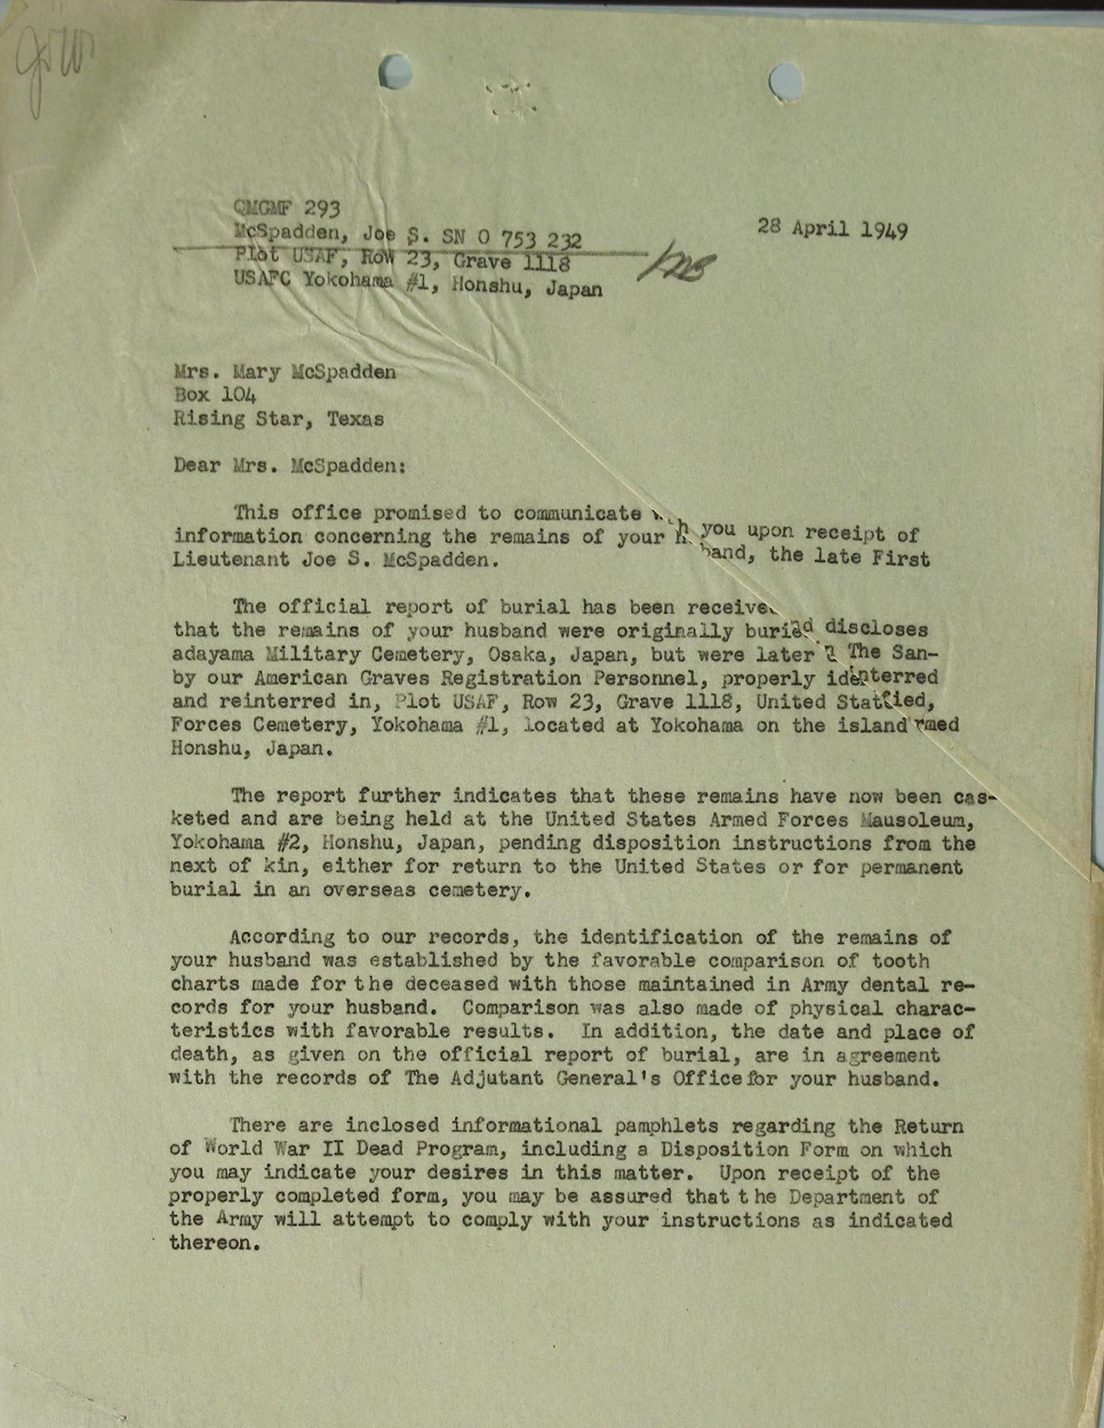 QMGMF 293
McSpadden, Joe S. SN O 753 232
Plot USAF, Row 23, Grave 1118
USAFC Yokohama #1, Honshu, Japan
28 April 1949
Mrs. Mary McSpadden
Box 104
Rising Star, Texas
Dear Mrs. McSpadden:
This office promised to communicate you upon receipt of
information concerning the remains of your band, the late First
Lieutenant Joe S. McSpadden.
The official report of burial has been received discloses
that the remains of your husband were originally buried The San-
adayama Military Cemetery, Osaka, Japan, but were later nterred
by our American Graves Registration Personnel, properly identified,
and reinterred in, Plot USAF, Row 23, Grave 1118, United Stat rmed
Forces Cemetery, Yokohama #1, located at Yokohama on the island
Honshu, Japan.
The report further indicates that these remains have now been cas-
keted and are being held at the United States Armed Forces Mausoleum,
Yokohama #2, Honshu, Japan, pending disposition instructions from the
next of kin, either for return to the United States or for permanent
burial in an overseas cemetery.
According to our records, the identification of the remains of
your husband was established by the favorable comparison of tooth
charts made for the deceased with those maintained in Army dental re-
cords for your husband. Comparison was also made of physical charac-
teristics with favorable results. In addition, the date and place of
death, as given on the official report of burial, are in agreement
with the records of The Adjutant General's Office for your husband.
There are inclosed informational pamphlets regarding the Return
of World War II Dead Program, including a Disposition Form on which
you may indicate your desires in this matter. Upon receipt of the
properly completed form, you may be assured that the Department of
the Army will attempt to comply with your instructions as indicated
thereon.